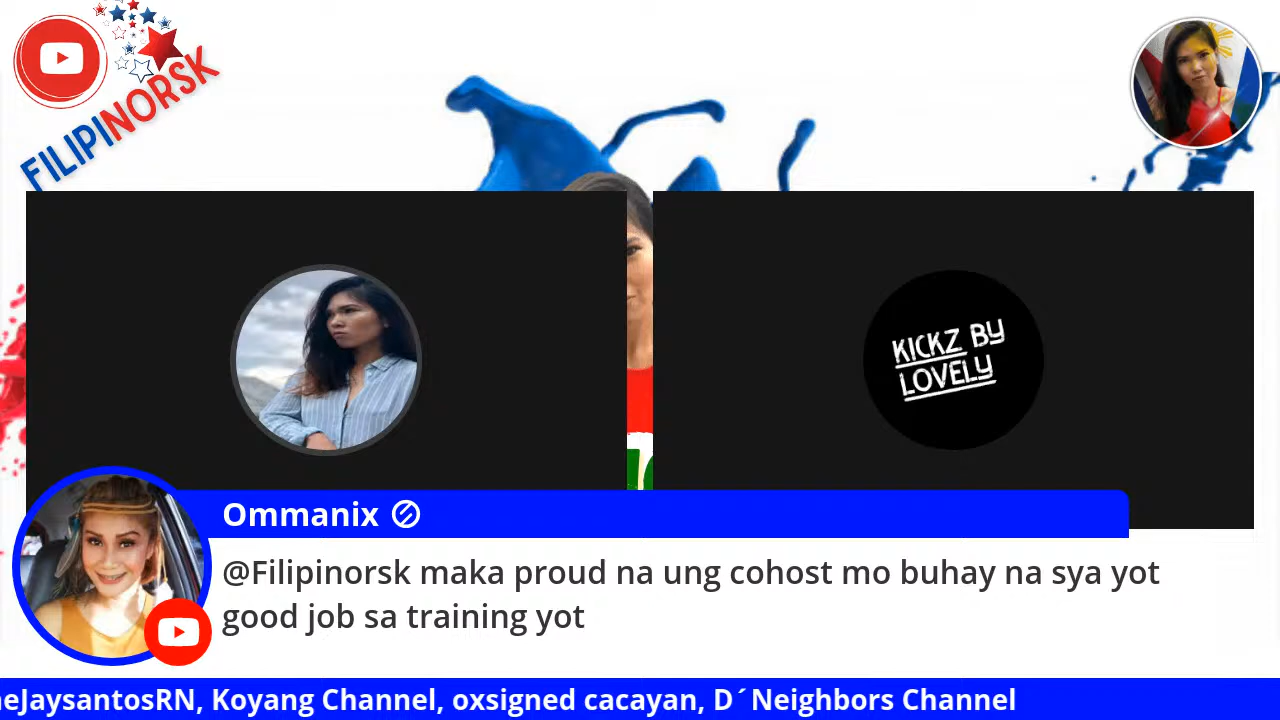 FILIPINORSK
KICKZ BY
LOVELY
Ommanix
@Filipinorsk maka proud na ung cohost mo buhay na sya yot
good job sa training yot
eJaysantosRN, Koyang Channel, oxsigned cacayan, D´Neighbors Channel